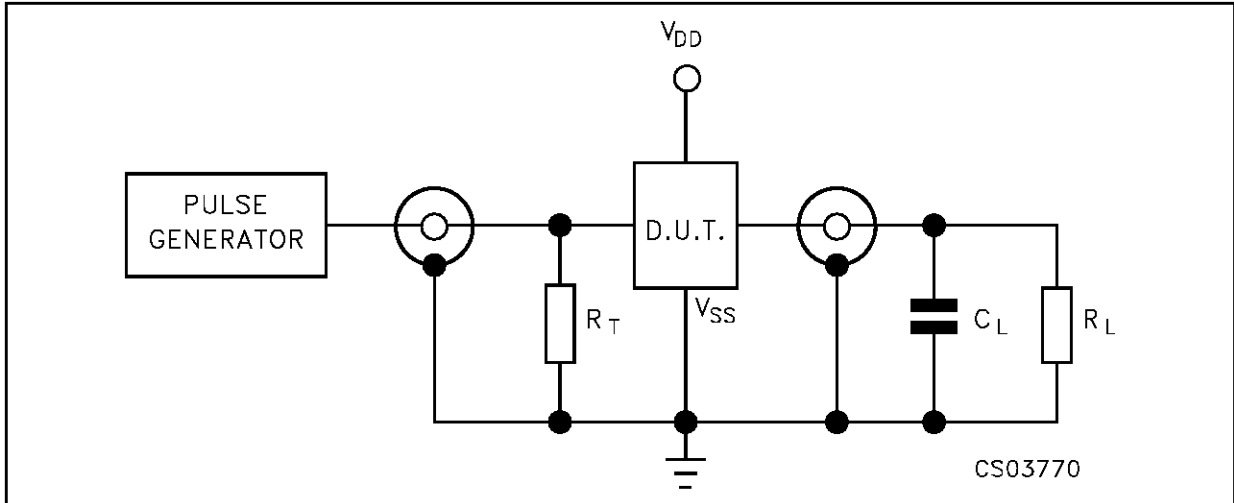 VDD
PULSE
GENERATOR
D.U.T.
VSS
RT
CL
RL
CS03770